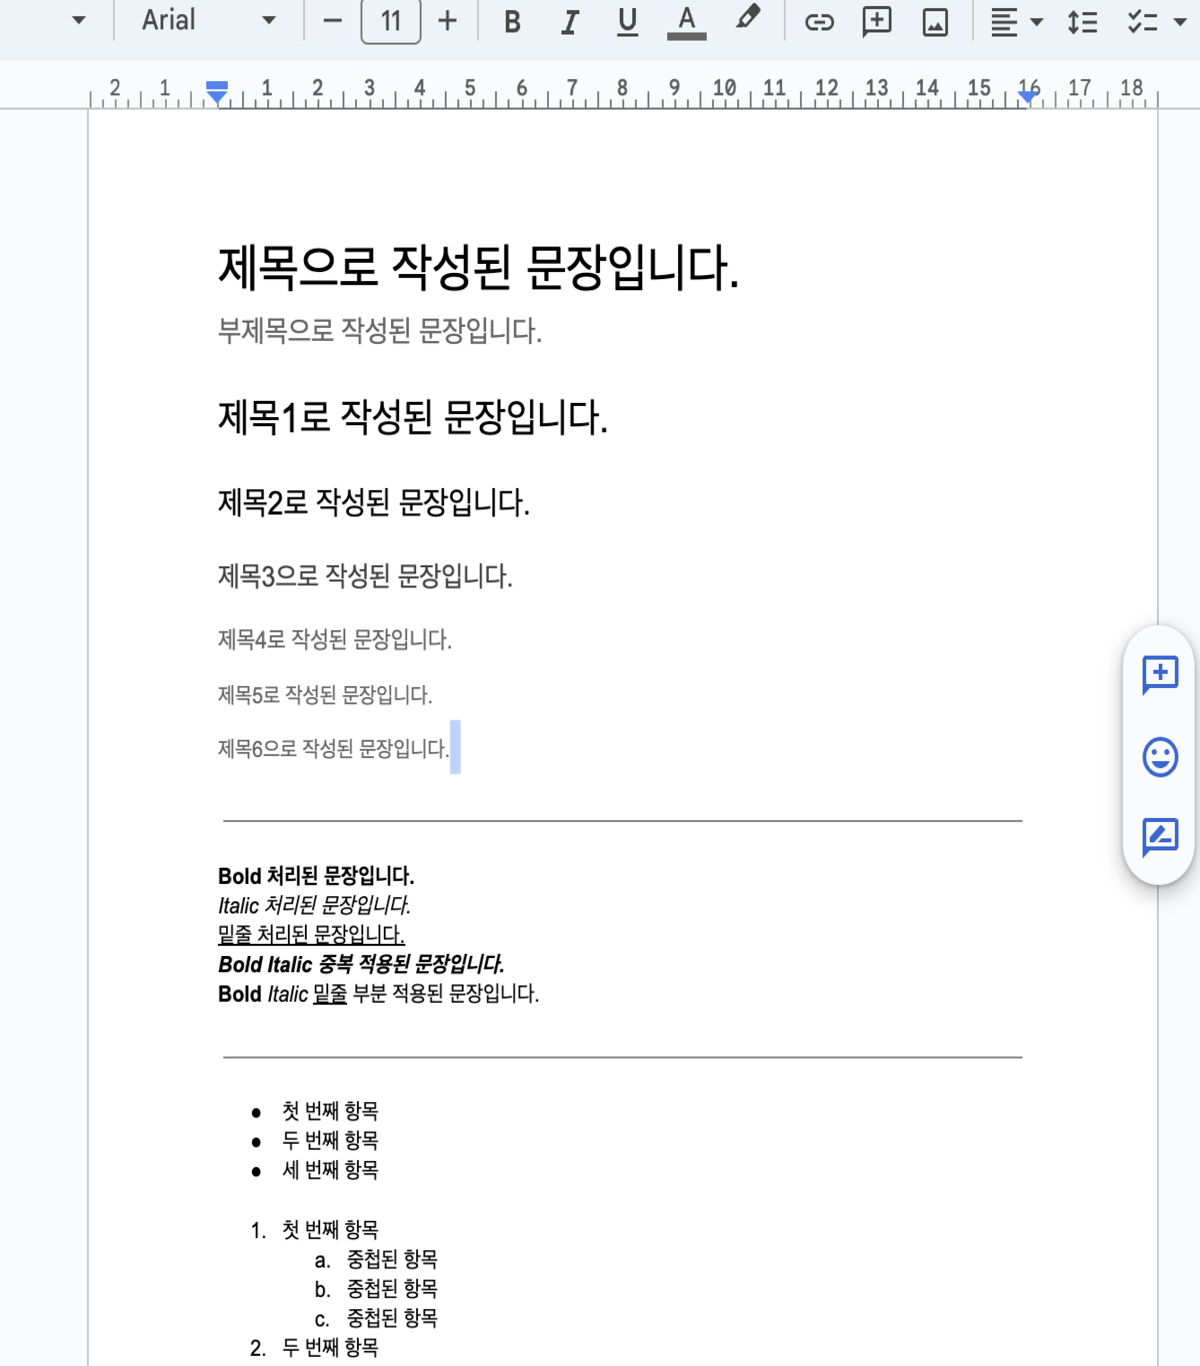 Arial
11
B I U A
2 1 1 2 3 4 5 6 7 8 9 10 11 12 13 14 15 16 17 18
제목으로 작성된 문장입니다.
부제목으로 작성된 문장입니다.
제목1로 작성된 문장입니다.
제목2로 작성된 문장입니다.
제목3으로 작성된 문장입니다.
제목4로 작성된 문장입니다.
제목5로 작성된 문장입니다.
제목6으로 작성된 문장입니다.
Bold 처리된 문장입니다.
Italic 처리된 문장입니다.
밑줄 처리된 문장입니다.
Bold Italic 중복 적용된 문장입니다.
Bold Italic 밑줄 부분 적용된 문장입니다.
● 첫 번째 항목
● 두 번째 항목
● 세 번째 항목
1. 첫 번째 항목
a. 중첩된 항목
b. 중첩된 항목
c. 중첩된 항목
2. 두 번째 항목